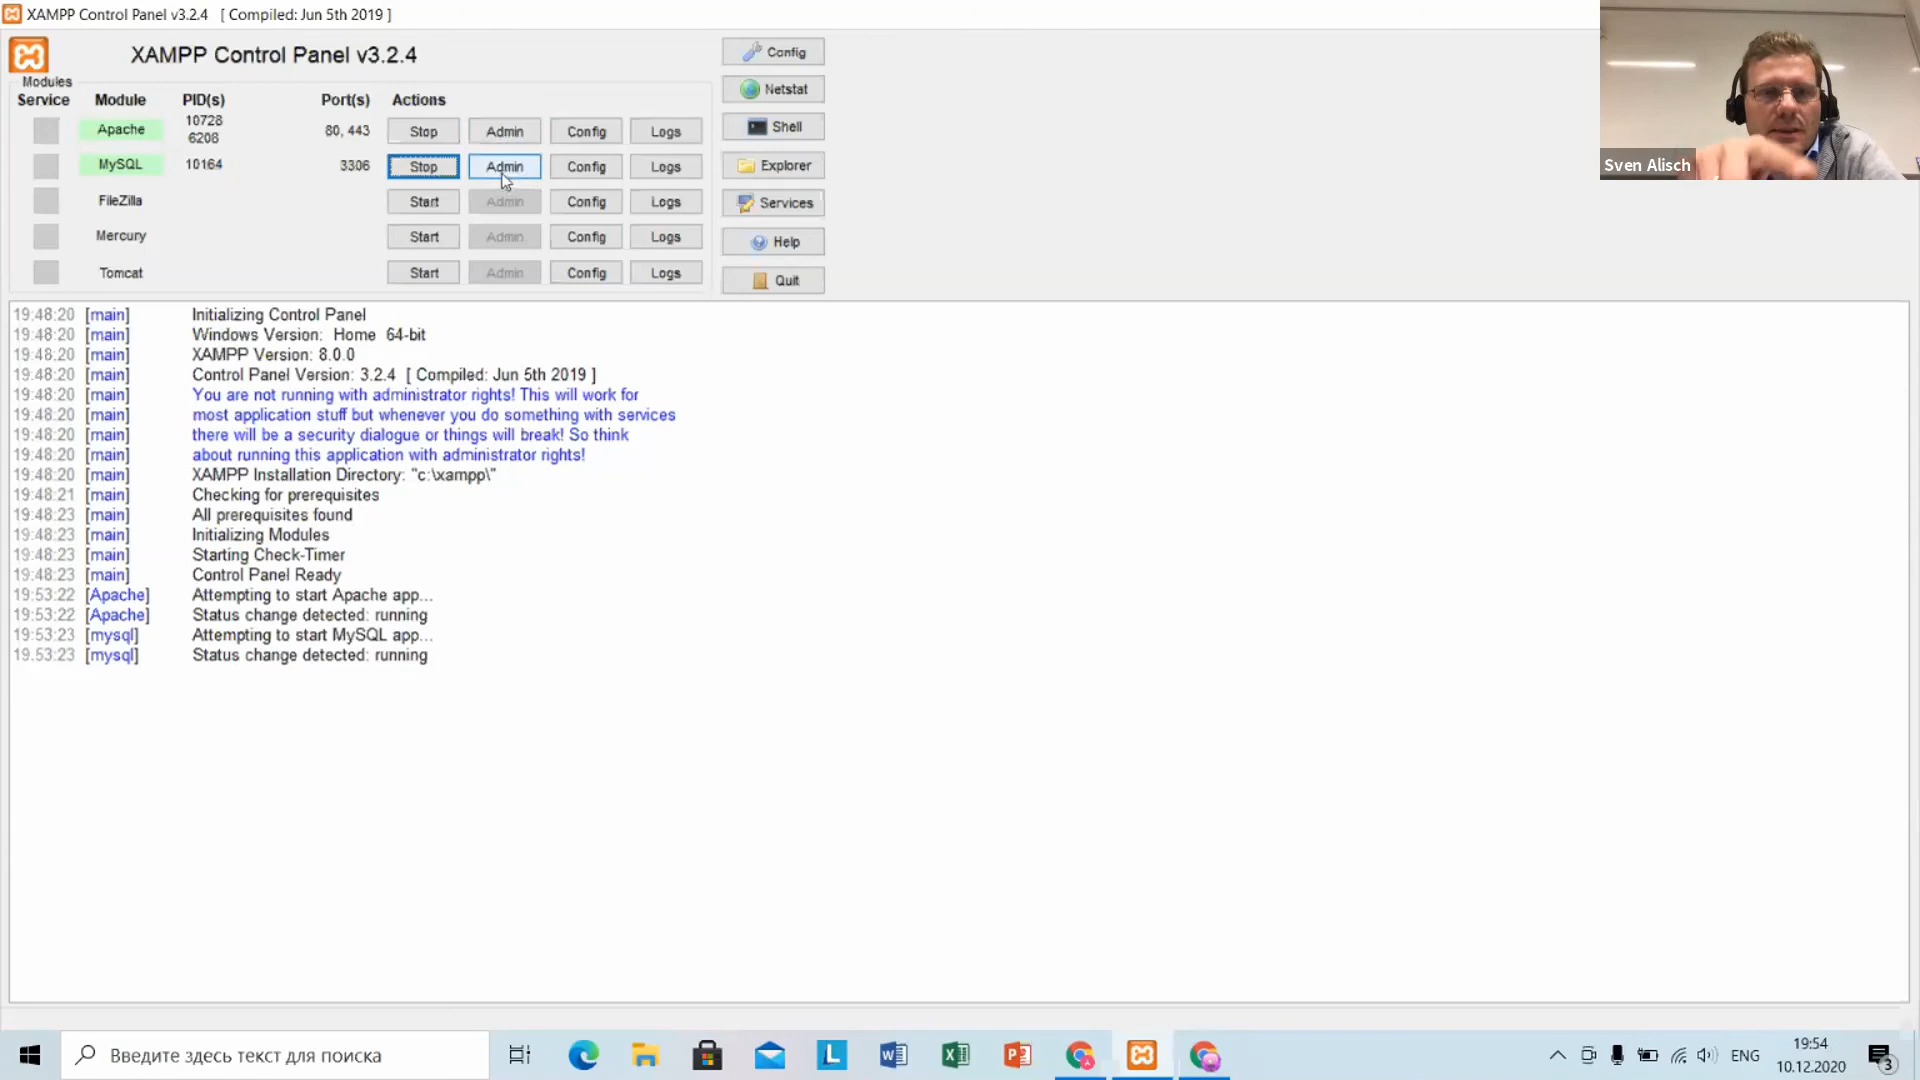 XAMPP Control Panel v3.2.4 [ Compiled: Jun 5th 2019 ]
XAMPP Control Panel v3.2.4
Modules
Service Module PID(s) Port(s) Actions
Apache 10728 6208 80, 443 Stop Admin Config Logs
MySQL 10164 3306 Stop Admin Config Logs
FileZilla Start Admin Config Logs
Mercury Start Admin Config Logs
Tomcat Start Admin Config Logs
Config
Netstat
Shell
Explorer
Services
Help
Quit
Sven Alisch
19:48:20 [main] Initializing Control Panel
19:48:20 [main] Windows Version: Home 64-bit
19:48:20 [main] XAMPP Version: 8.0.0
19:48:20 [main] Control Panel Version: 3.2.4 [ Compiled: Jun 5th 2019 ]
19:48:20 [main] You are not running with administrator rights! This will work for
19:48:20 [main] most application stuff but whenever you do something with services
19:48:20 [main] there will be a security dialogue or things will break! So think
19:48:20 [main] about running this application with administrator rights!
19:48:20 [main] XAMPP Installation Directory: "c:\xampp\"
19:48:21 [main] Checking for prerequisites
19:48:23 [main] All prerequisites found
19:48:23 [main] Initializing Modules
19:48:23 [main] Starting Check-Timer
19:48:23 [main] Control Panel Ready
19:53:22 [Apache] Attempting to start Apache app...
19:53:22 [Apache] Status change detected: running
19:53:23 [mysql] Attempting to start MySQL app...
19:53:23 [mysql] Status change detected: running
Введите здесь текст для поиска
L
W
X
P
ENG
19:54
10.12.2020
3